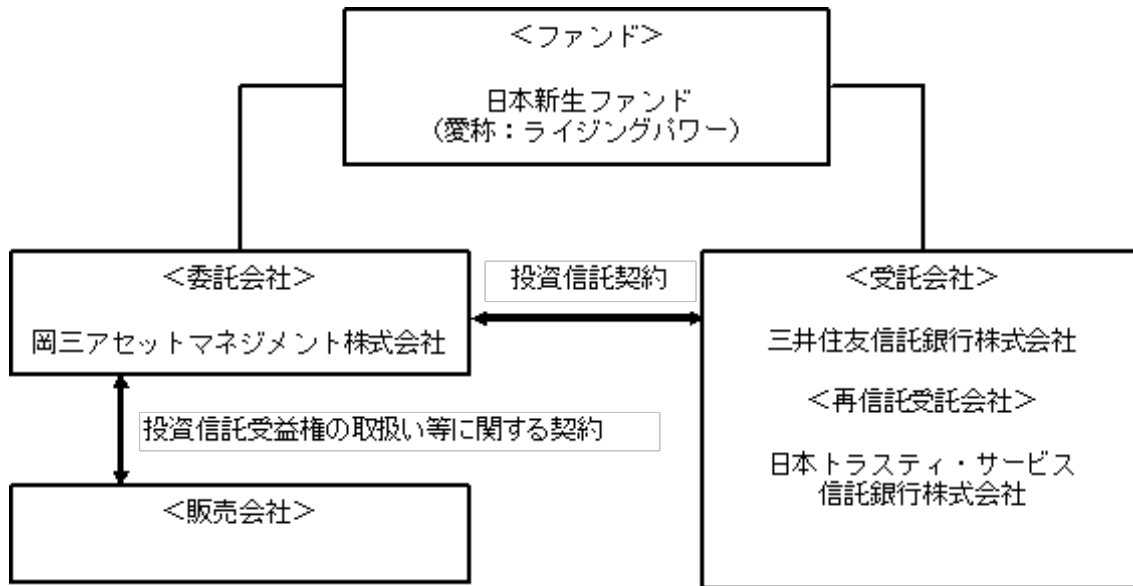 ＜ファンド＞
日本新生ファンド
（愛称：ライジングパワー）
＜委託会社＞
岡三アセットマネジメント株式会社
投資信託契約
＜受託会社＞
三井住友信託銀行株式会社
＜再信託受託会社＞
日本トラスティ・サービス
信託銀行株式会社
投資信託受益権の取扱い等に関する契約
＜販売会社＞